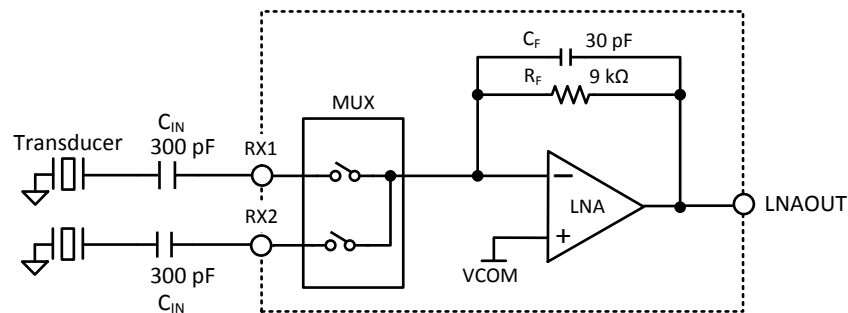 C_F 30 pF
R_F 9 kΩ
MUX
Transducer
C_IN
300 pF
RX1
RX2
300 pF
C_IN
LNA
VCOM
LNAOUT